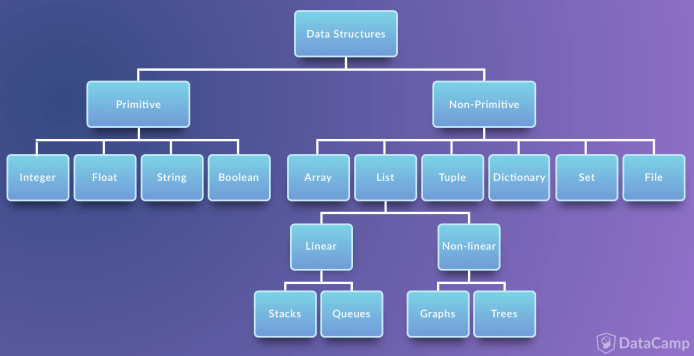 Data Structures
Primitive
Non-Primitive
Integer
Float
String
Boolean
Array
List
Tuple
Dictionary
Set
File
Linear
Non-linear
Stacks
Queues
Graphs
Trees
DataCamp